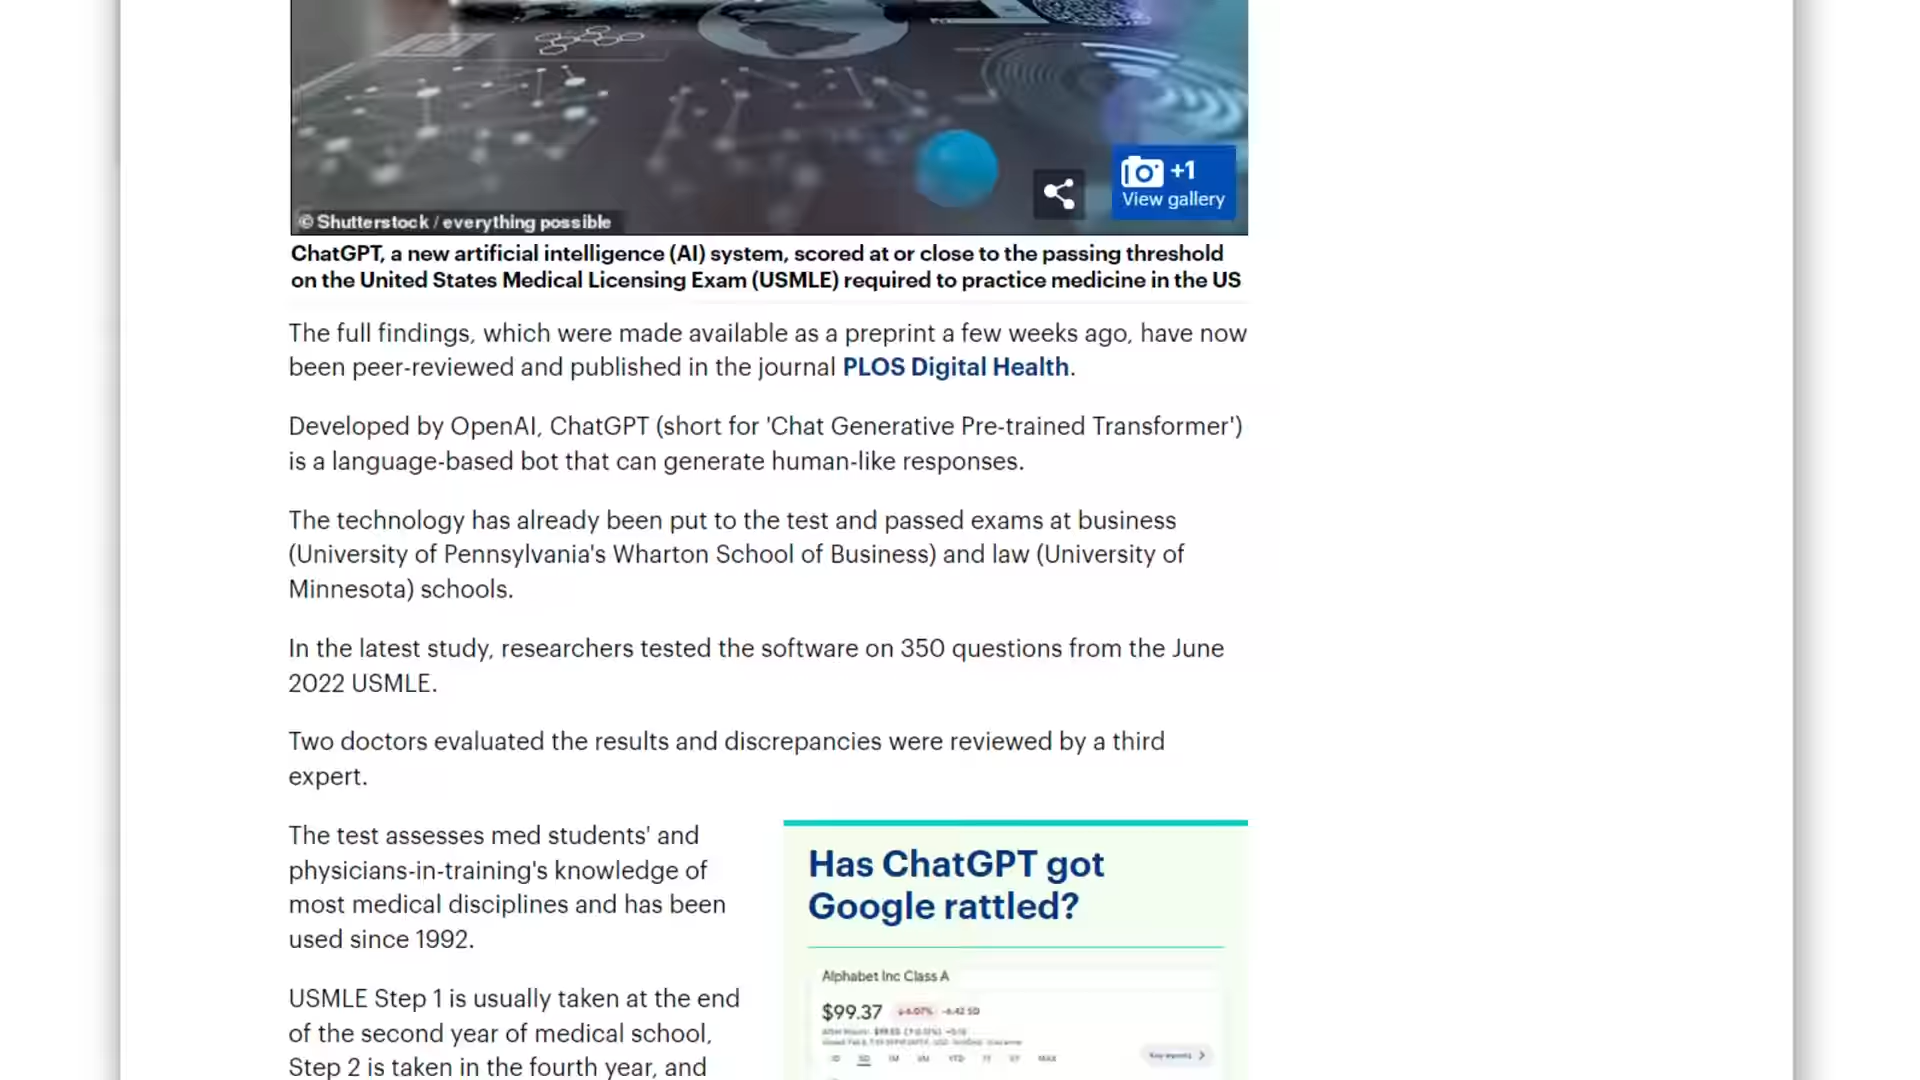 +1
View gallery
© Shutterstock / everything possible
ChatGPT, a new artificial intelligence (AI) system, scored at or close to the passing threshold
on the United States Medical Licensing Exam (USMLE) required to practice medicine in the US
The full findings, which were made available as a preprint a few weeks ago, have now
been peer-reviewed and published in the journal PLOS Digital Health.
Developed by OpenAI, ChatGPT (short for 'Chat Generative Pre-trained Transformer')
is a language-based bot that can generate human-like responses.
The technology has already been put to the test and passed exams at business
(University of Pennsylvania's Wharton School of Business) and law (University of
Minnesota) schools.
In the latest study, researchers tested the software on 350 questions from the June
2022 USMLE.
Two doctors evaluated the results and discrepancies were reviewed by a third
expert.
The test assesses med students' and
physicians-in-training's knowledge of
most medical disciplines and has been
used since 1992.
USMLE Step 1 is usually taken at the end
of the second year of medical school,
Step 2 is taken in the fourth year, and
Has ChatGPT got
Google rattled?
Alphabet Inc Class A
$99.37
5D 1M YTD MAX
Key events